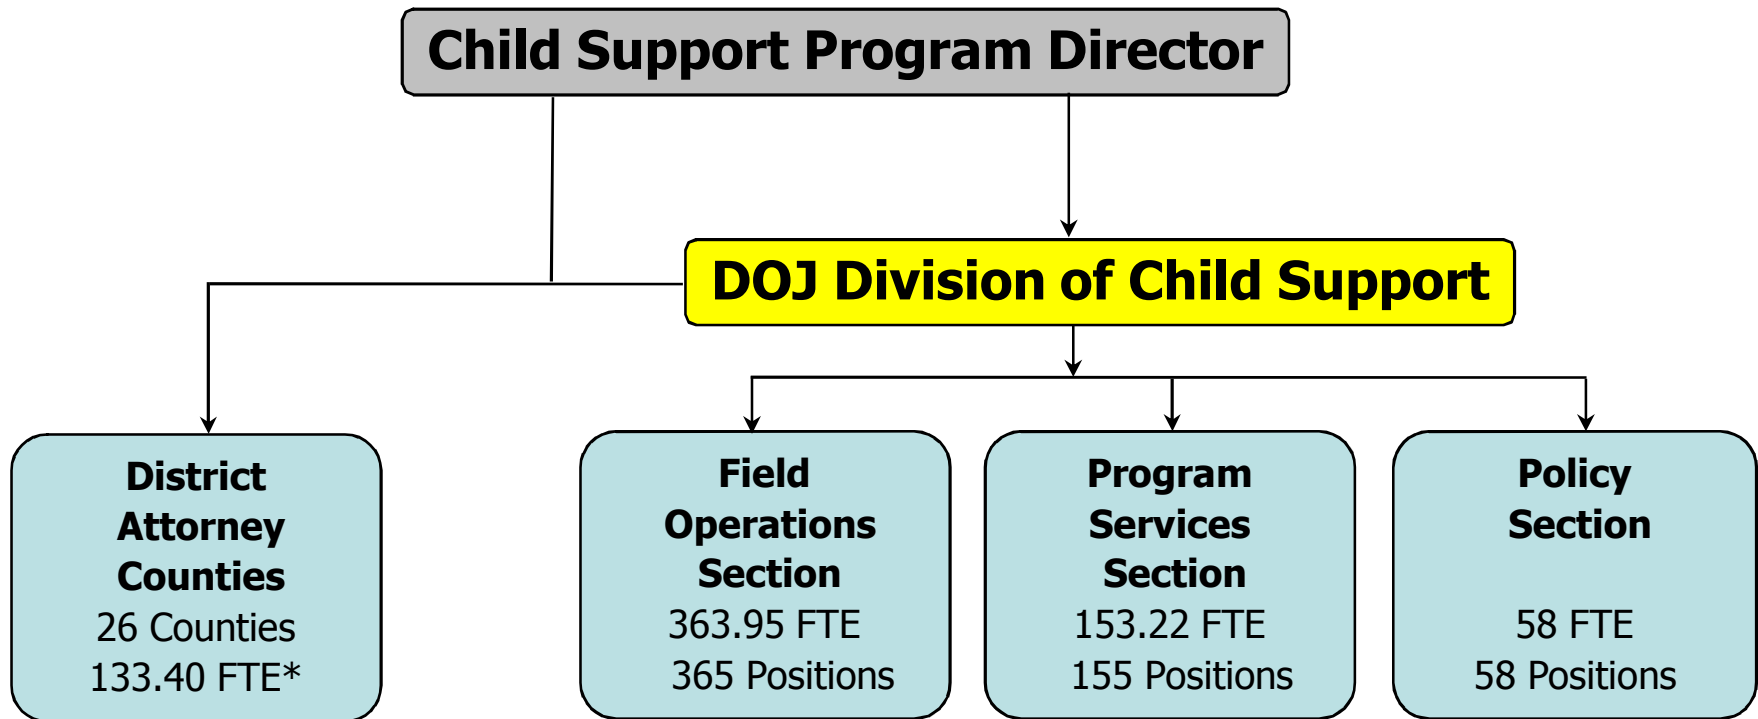 Child Support Program Director
DOJ Division of Child Support
District
Attorney
Counties
26 Counties
133.40 FTE*
Field
Operations
Section
363.95 FTE
365 Positions
Program
Services
Section
153.22 FTE
155 Positions
Policy
Section
58 FTE
58 Positions